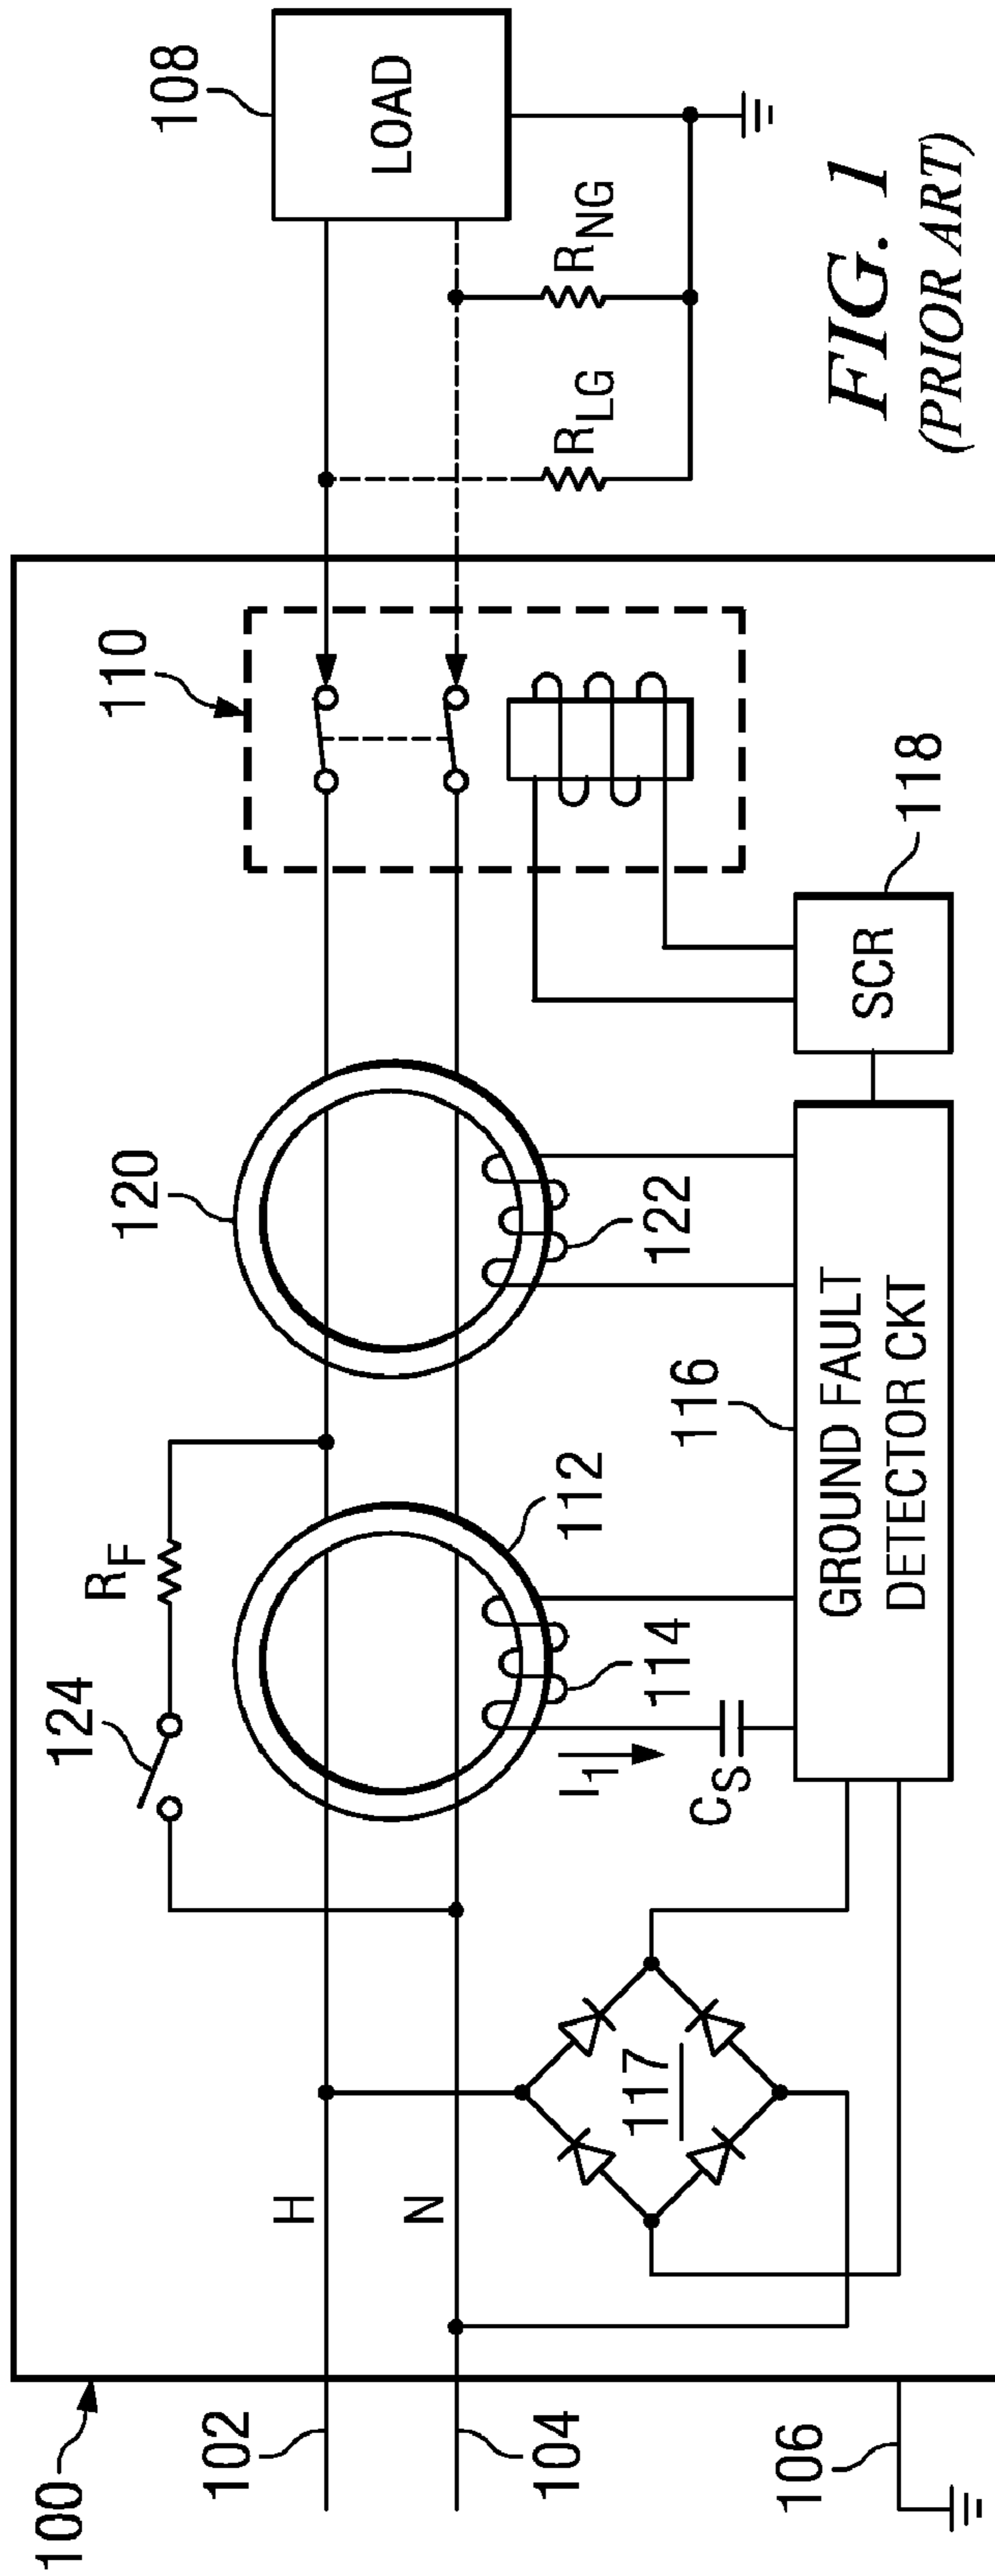 100
102
104
106
H
N
117
124
R_F
114
112
I_1
C_S
116
GROUND FAULT
DETECTOR CKT
120
122
118
SCR
110
R_LG
R_NG
108
LOAD
FIG. 1
(PRIOR ART)